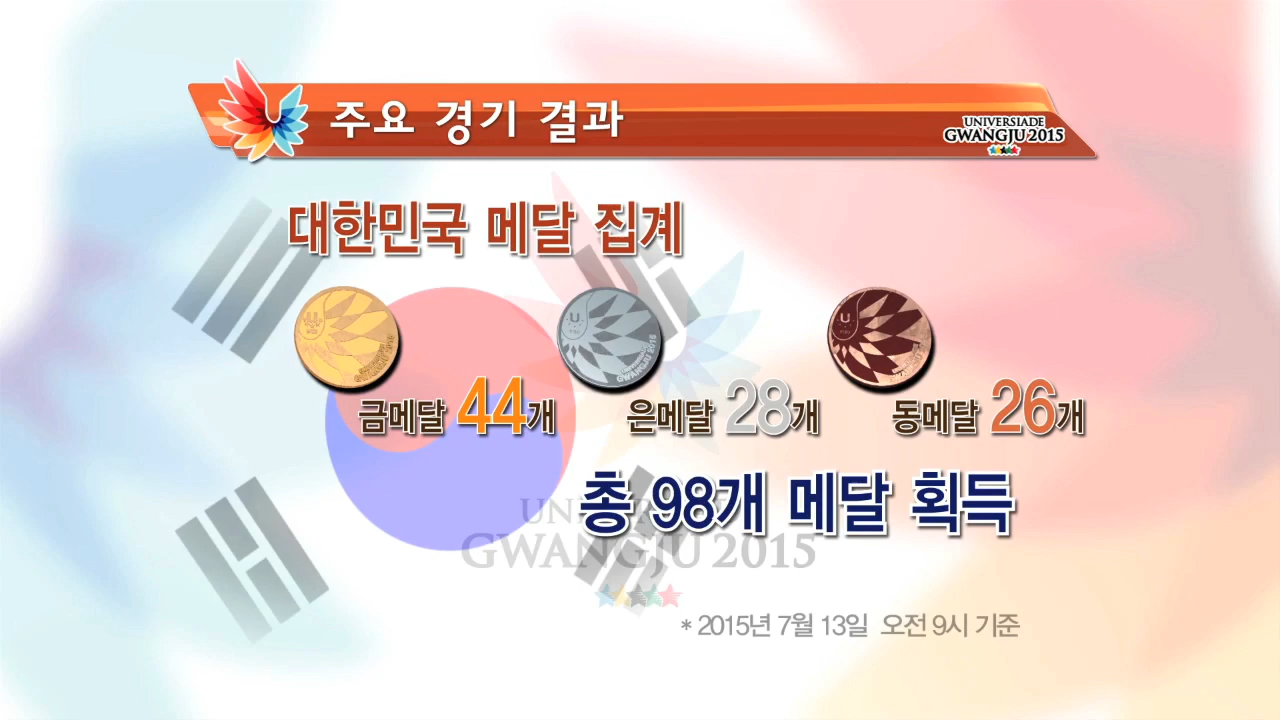 주요 경기 결과
UNIVERSIADE
GWANGJU 2015
대한민국 메달 집계
금메달 44개
은메달 28개
동메달 26개
총 98개 메달 획득
UNIVERSIADE
GWANGJU 2015
* 2015년 7월 13일 오전 9시 기준